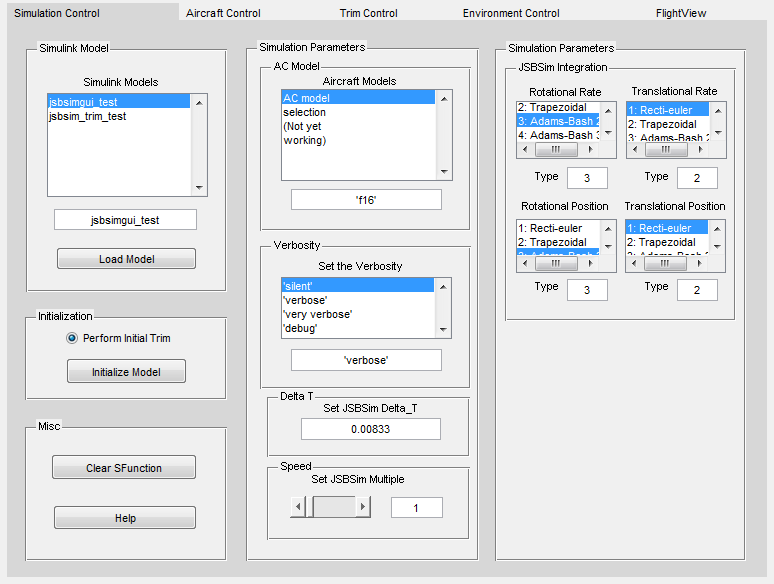 Simulation Control
Aircraft Control
Trim Control
Environment Control
FlightView
Simulink Model
Simulink Models
jsbsimgui_test
jsbsim_trim_test
jsbsimgui_test
Load Model
Initialization
Perform Initial Trim
Initialize Model
Misc
Clear SFunction
Help
Simulation Parameters
AC Model
Aircraft Models
AC model
selection
(Not yet
working)
'f16'
Verbosity
Set the Verbosity
'silent'
'verbose'
'very verbose'
'debug'
'verbose'
Delta T
Set JSBSim Delta_T
0.00833
Speed
Set JSBSim Multiple
1
Simulation Parameters
JSBSim Integration
Rotational Rate
2: Trapezoidal
3: Adams-Bash 2
4: Adams-Bash 3
Type 3
Translational Rate
1: Recti-euler
2: Trapezoidal
3: Adams-Bash 2
Type 2
Rotational Position
1: Recti-euler
2: Trapezoidal
Type 3
Translational Position
1: Recti-euler
2: Trapezoidal
Type 2